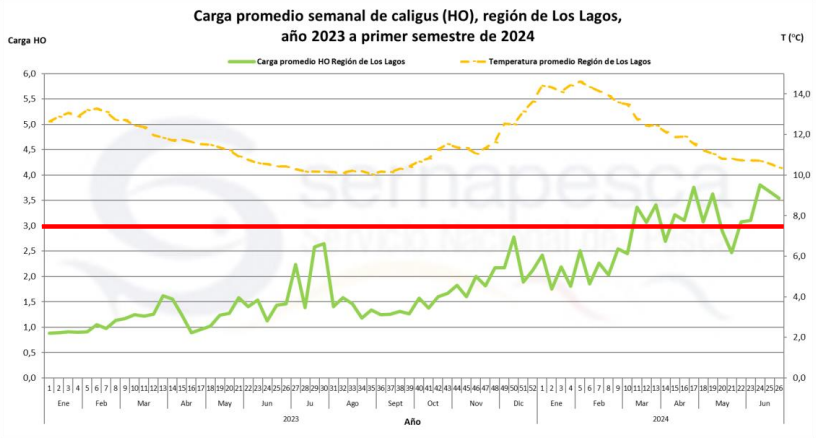 Carga promedio semanal de caligus (HO), región de Los Lagos,
año 2023 a primer semestre de 2024
Carga HO
T (°C)
Carga promedio HO Región de Los Lagos
Temperatura promedio Región de Los Lagos
6,0
5,5
5,0
4,5
4,0
3,5
3,0
2,5
2,0
1,5
1,0
0,5
0,0
14,0
12,0
10,0
8,0
6,0
4,0
2,0
0,0
sernapesca
1 2 3 4 5 6 7 8 9 10 11 12 13 14 15 16 17 18 19 20 21 22 23 24 25 26 27 28 29 30 31 32 33 34 35 36 37 38 39 40 41 42 43 44 45 46 47 48 49 50 51 52 1 2 3 4 5 6 7 8 9 10 11 12 13 14 15 16 17 18 19 20 21 22 23 24 25 26
Ene Feb Mar Abr May Jun Ju Ago Sept Oct Nov Dic Ene Feb Mar Abr May Jun
2023 2024
Año